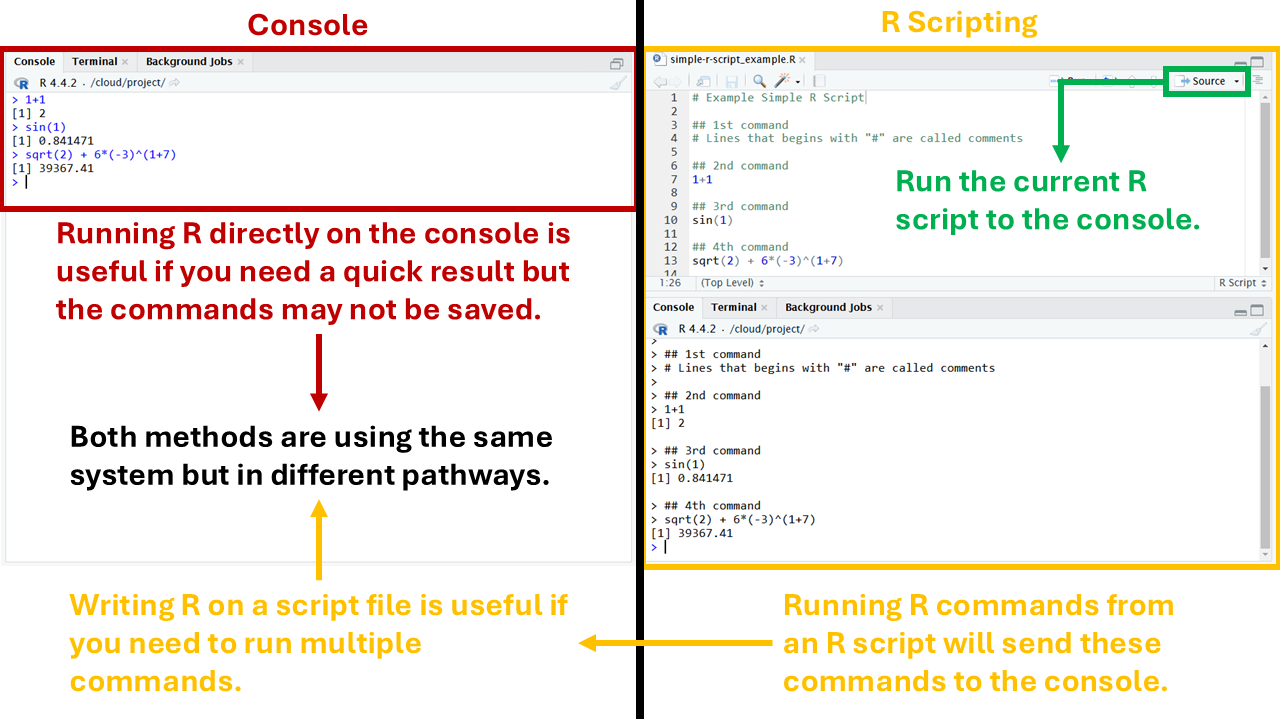 Console
Console Terminal × Background Jobs ×
R 4.4.2 · /cloud/project/
> 1+1
[1] 2
> sin(1)
[1] 0.841471
> sqrt(2) + 6*(-3)^(1+7)
[1] 39367.41
>
Running R directly on the console is
useful if you need a quick result but
the commands may not be saved.
Both methods are using the same
system but in different pathways.
Writing R on a script file is useful if
you need to run multiple
commands.
R Scripting
simple-r-script_example.R ×
Source
1 # Example Simple R Script
2
3 ## 1st command
4 # Lines that begins with "#" are called comments
5
6 ## 2nd command
7 1+1
8
9 ## 3rd command
10 sin(1)
11
12 ## 4th command
13 sqrt(2) + 6*(-3)^(1+7)
14
Run the current R
script to the console.
1:26 (Top Level) R Script
Console Terminal × Background Jobs ×
R 4.4.2 · /cloud/project/
>
> ## 1st command
> # Lines that begins with "#" are called comments
>
> ## 2nd command
> 1+1
[1] 2
> ## 3rd command
> sin(1)
[1] 0.841471
> ## 4th command
> sqrt(2) + 6*(-3)^(1+7)
[1] 39367.41
>
Running R commands from
an R script will send these
commands to the console.